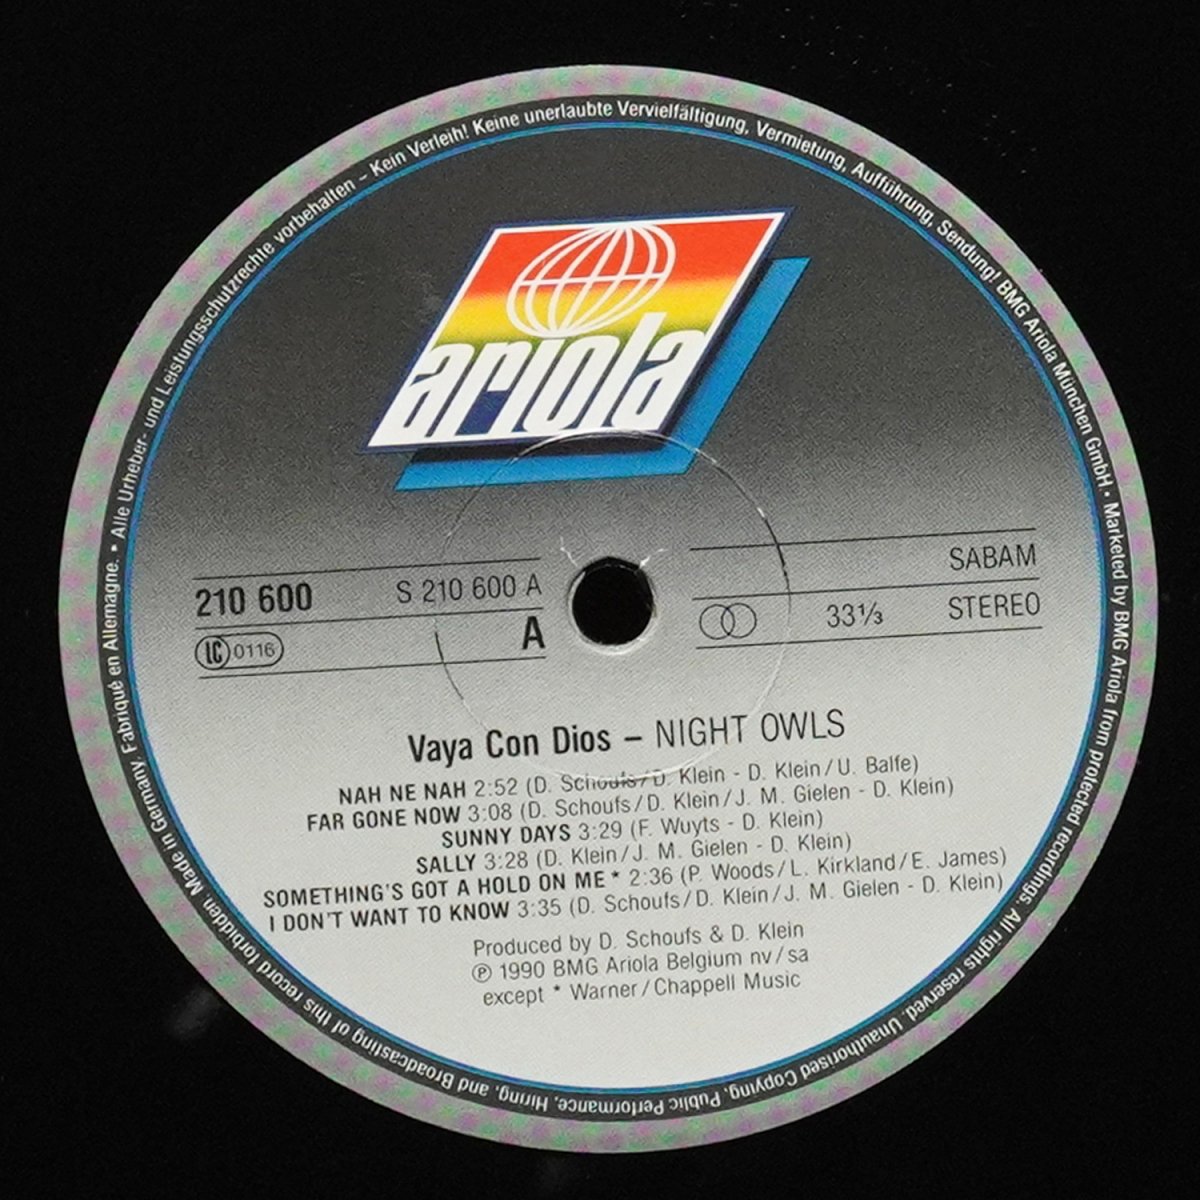 Alle Urheber- und Leistungsschutzrechte vorbehalten – Kein Verleih! Keine unerlaubte Vervielfältigung, Vermietung, Aufführung, Sendung! BMG Ariola München GmbH • Marketed by BMG Ariola from protected recordings. All rights reserved. Unauthorised Copying, Public Performance, Hiring, and Broadcasting of this record forbidden. Made in Germany. Fabriqué en Allemagne. •
ariola
210 600 S 210 600 A
LC 0116 A
SABAM
33⅓ STEREO
Vaya Con Dios – NIGHT OWLS
NAH NE NAH 2:52 (D. Schoufs/D. Klein - D. Klein/U. Balfe)
FAR GONE NOW 3:08 (D. Schoufs/D. Klein/J. M. Gielen - D. Klein)
SUNNY DAYS 3:29 (F. Wuyts - D. Klein)
SALLY 3:28 (D. Klein/J. M. Gielen - D. Klein)
SOMETHING'S GOT A HOLD ON ME * 2:36 (P. Woods/L. Kirkland/E. James)
I DON'T WANT TO KNOW 3:35 (D. Schoufs/D. Klein/J. M. Gielen - D. Klein)
Produced by D. Schoufs & D. Klein
℗ 1990 BMG Ariola Belgium nv/sa
except * Warner/Chappell Music